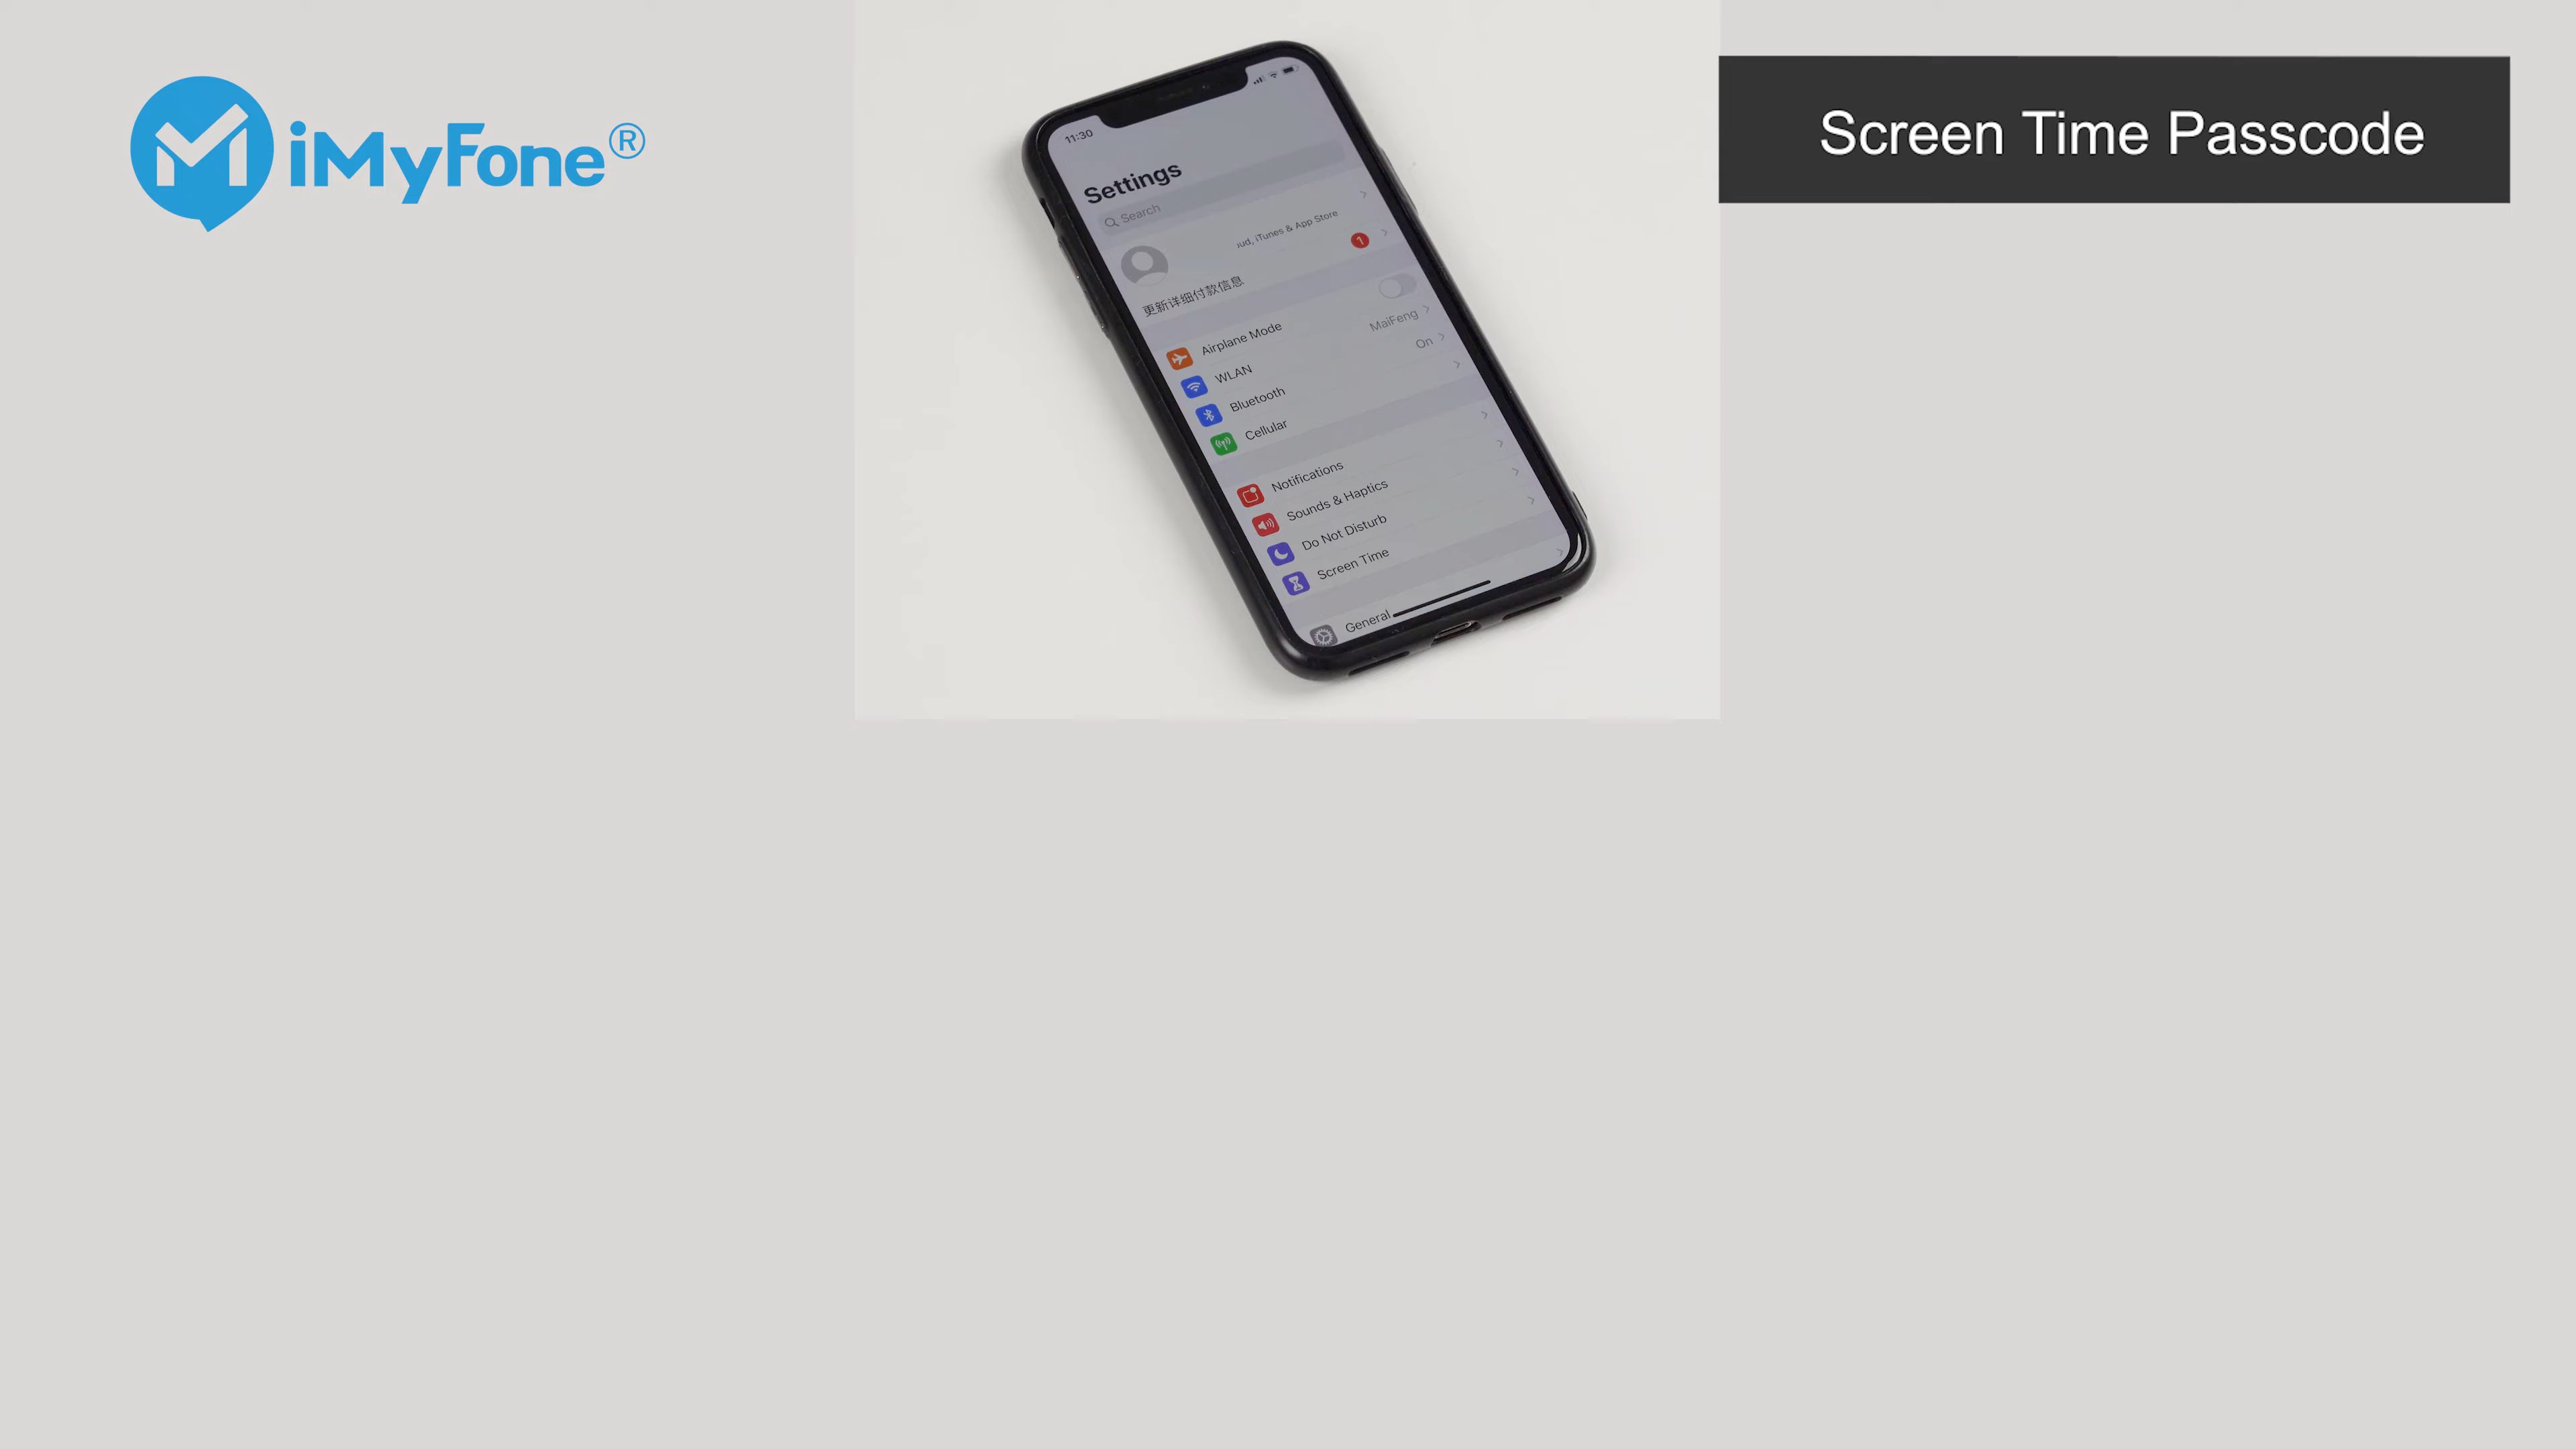 iMyFone®
Screen Time Passcode
11:30
Settings
Search
iTunes & App Store
更新详细付款信息
1
Airplane Mode
WLAN MaiFeng
Bluetooth On
Cellular
Notifications
Sounds & Haptics
Do Not Disturb
Screen Time
General